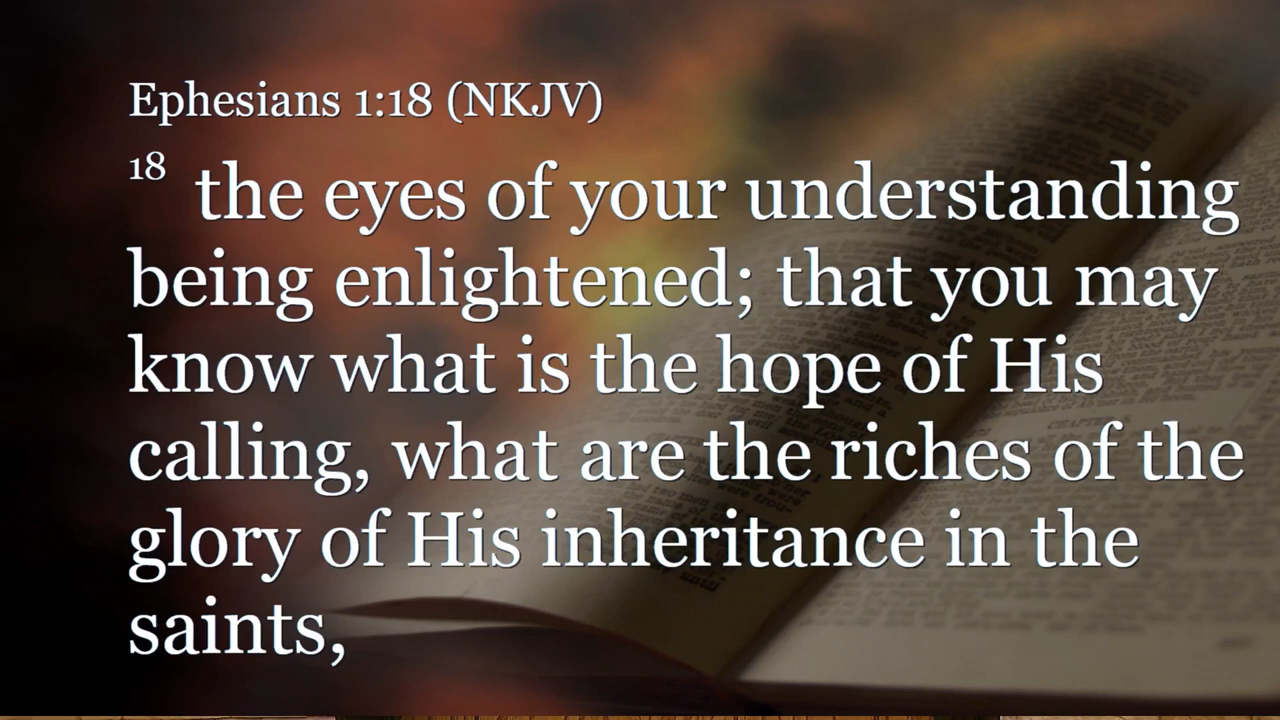 Ephesians 1:18 (NKJV)
18 the eyes of your understanding
being enlightened; that you may
know what is the hope of His
calling, what are the riches of the
glory of His inheritance in the
saints,